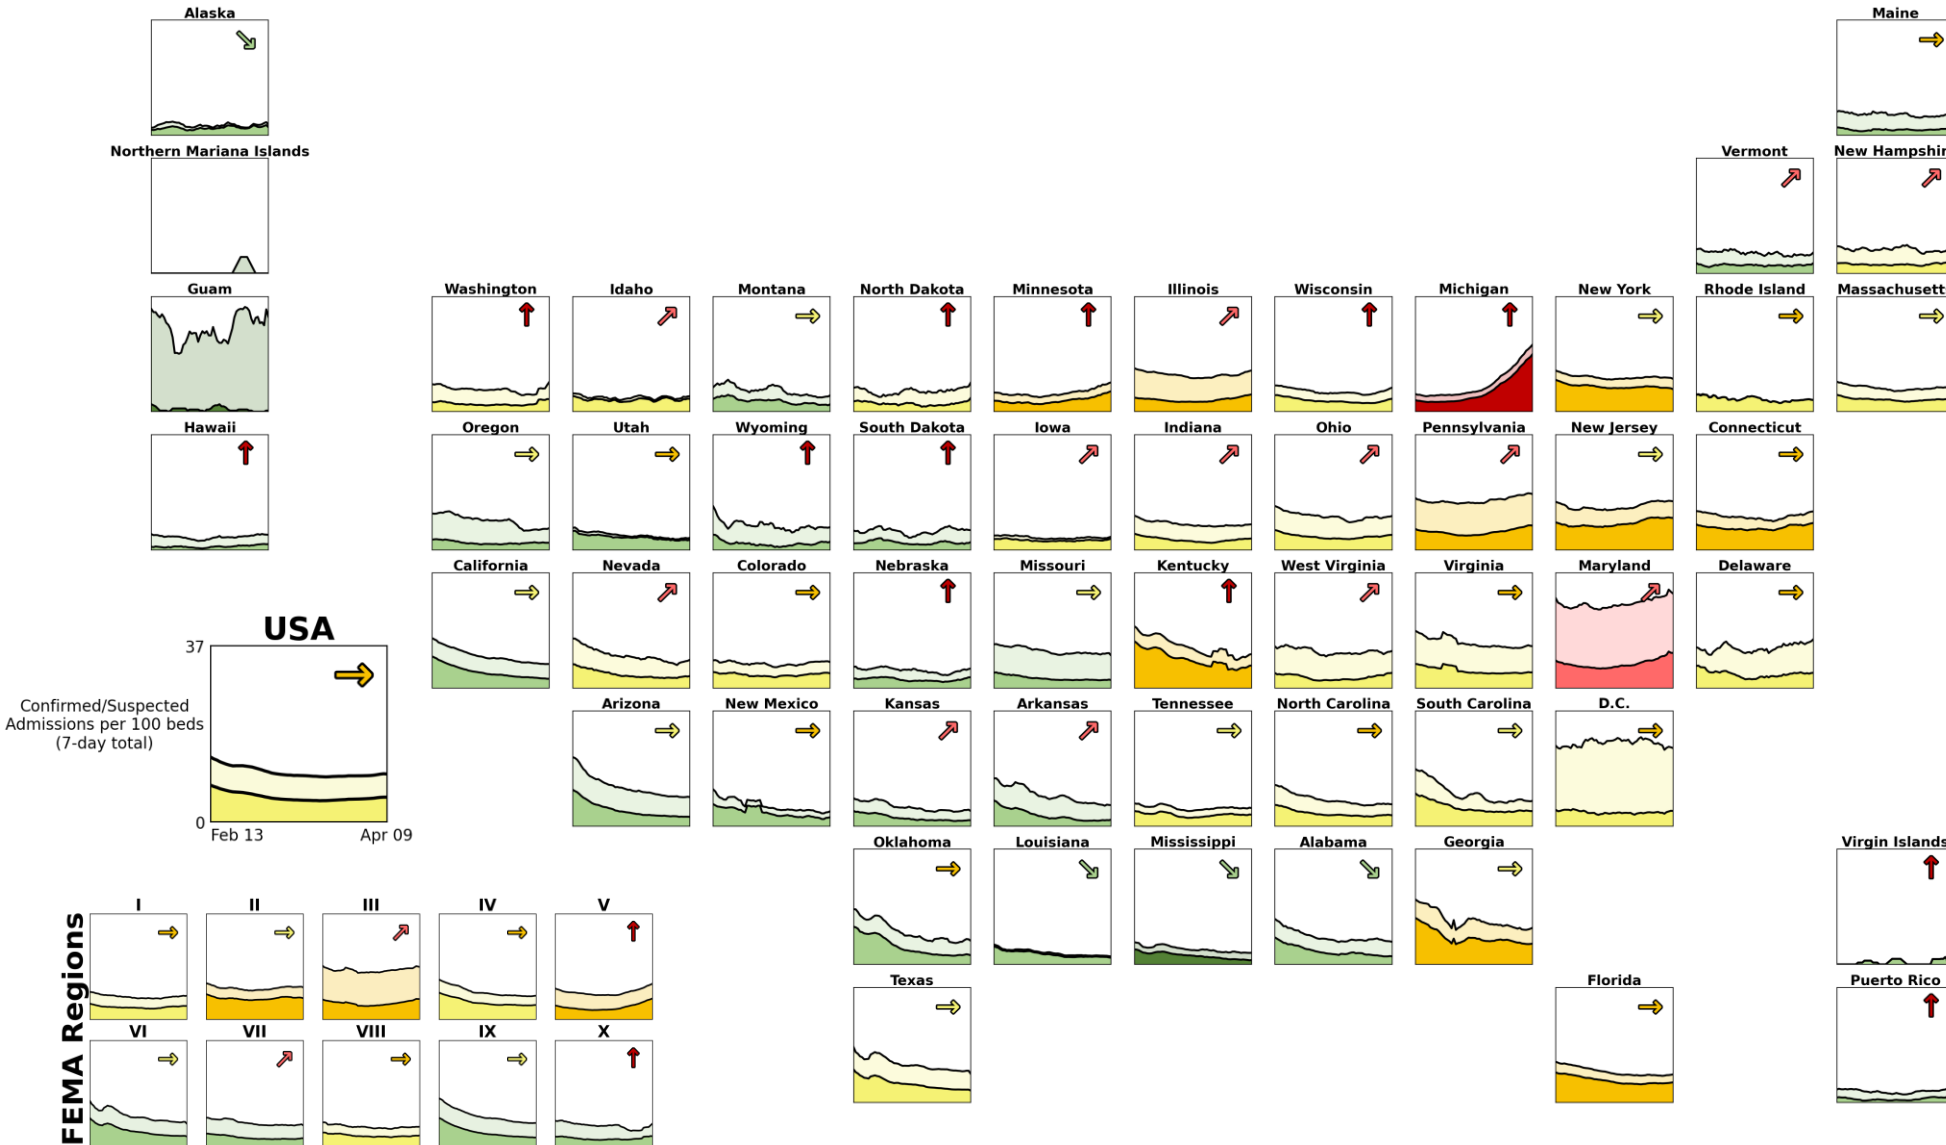 Alaska
Maine
Northern Mariana Islands
Vermont
New Hampshir
Guam
Washington
Idaho
Montana
North Dakota
Minnesota
Illinois
Wisconsin
Michigan
New York
Rhode Island
Massachusett
Hawaii
Oregon
Utah
Wyoming
South Dakota
Iowa
Indiana
Ohio
Pennsylvania
New Jersey
Connecticut
California
Nevada
Colorado
Nebraska
Missouri
Kentucky
West Virginia
Virginia
Maryland
Delaware
USA
37
Confirmed/Suspected
Admissions per 100 beds
(7-day total)
0
Feb 13
Apr 09
Arizona
New Mexico
Kansas
Arkansas
Tennessee
North Carolina
South Carolina
D.C.
Oklahoma
Louisiana
Mississippi
Alabama
Georgia
Virgin Islands
Texas
Florida
Puerto Rico
FEMA Regions
I
II
III
IV
V
VI
VII
VIII
IX
X